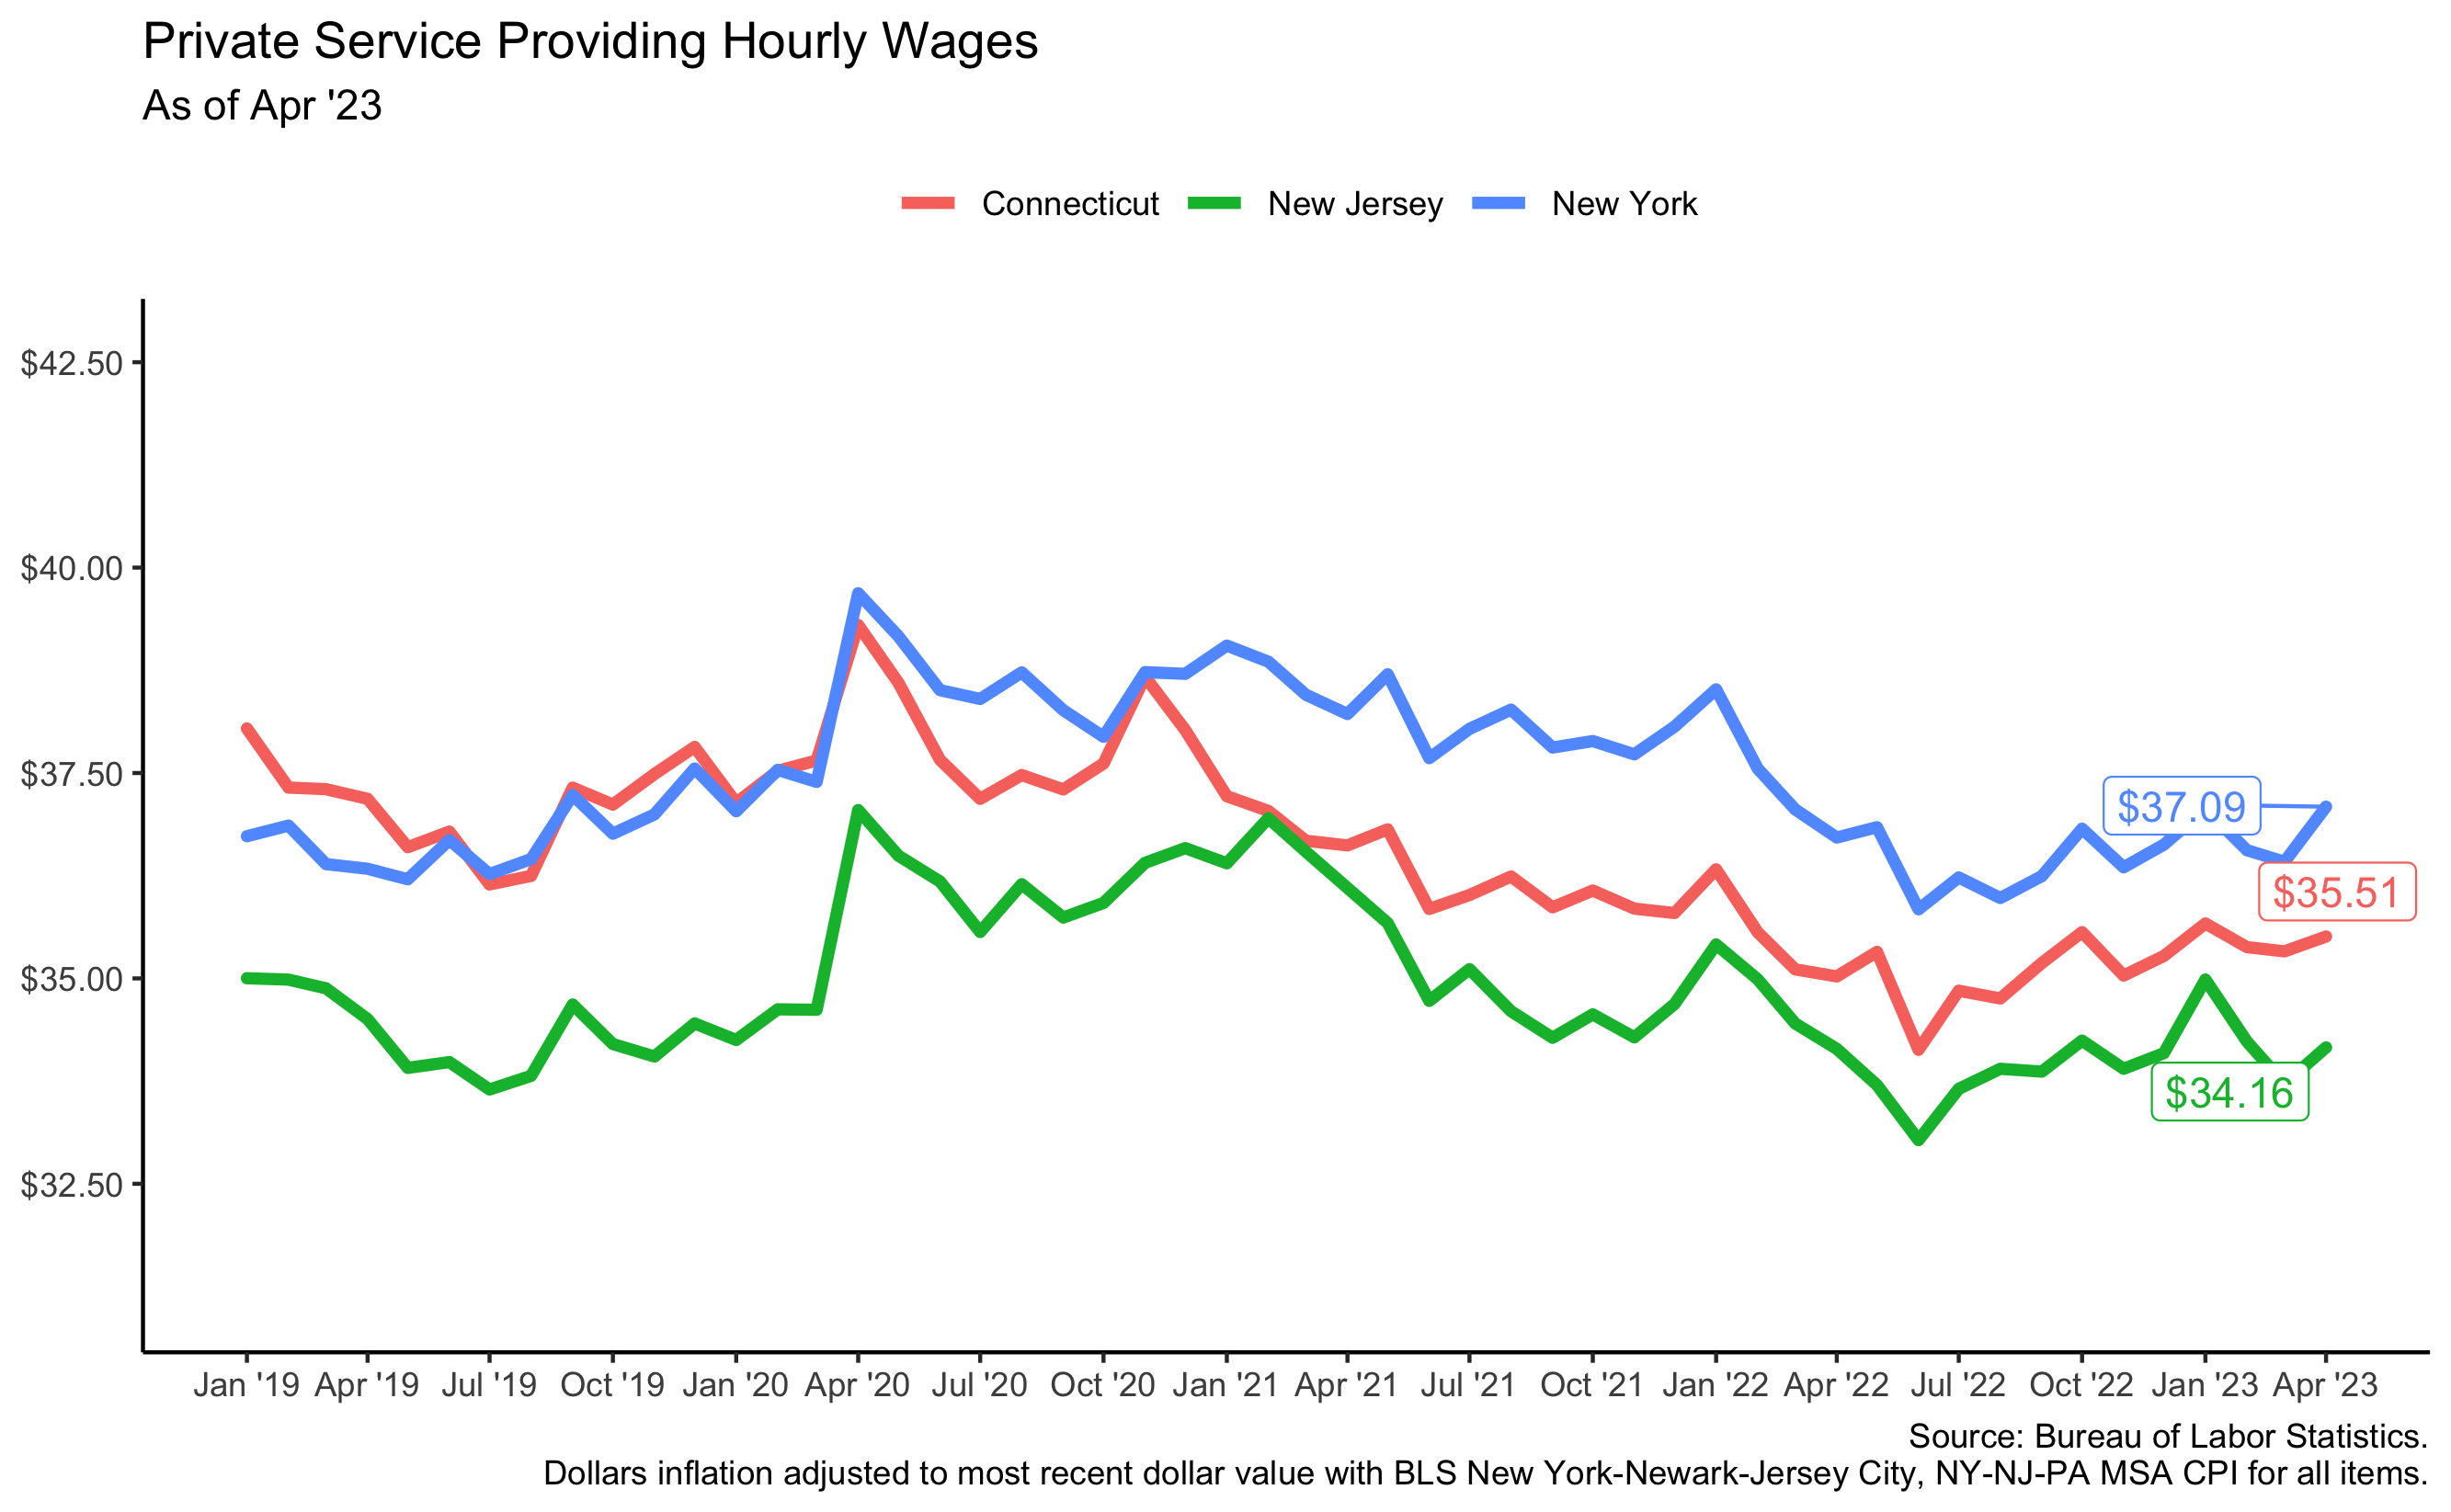 Private Service Providing Hourly Wages
As of Apr '23
Connecticut New Jersey New York
$42.50
$40.00
$37.50
$35.00
$32.50
$37.09
$35.51
$34.16
Jan '19 Apr '19 Jul '19 Oct '19 Jan '20 Apr '20 Jul '20 Oct '20 Jan '21 Apr '21 Jul '21 Oct '21 Jan '22 Apr '22 Jul '22 Oct '22 Jan '23 Apr '23
Source: Bureau of Labor Statistics.
Dollars inflation adjusted to most recent dollar value with BLS New York-Newark-Jersey City, NY-NJ-PA MSA CPI for all items.